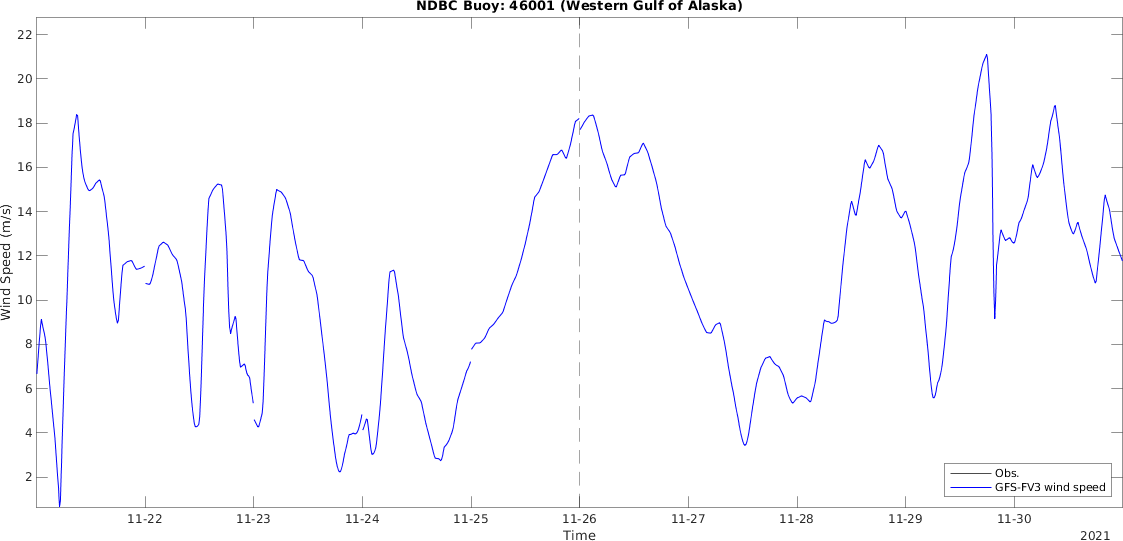 NDBC Buoy: 46001 (Western Gulf of Alaska)
Wind Speed (m/s)
22
20
18
16
14
12
10
8
6
4
2
Obs.
GFS-FV3 wind speed
11-22 11-23 11-24 11-25 11-26 11-27 11-28 11-29 11-30
Time
2021